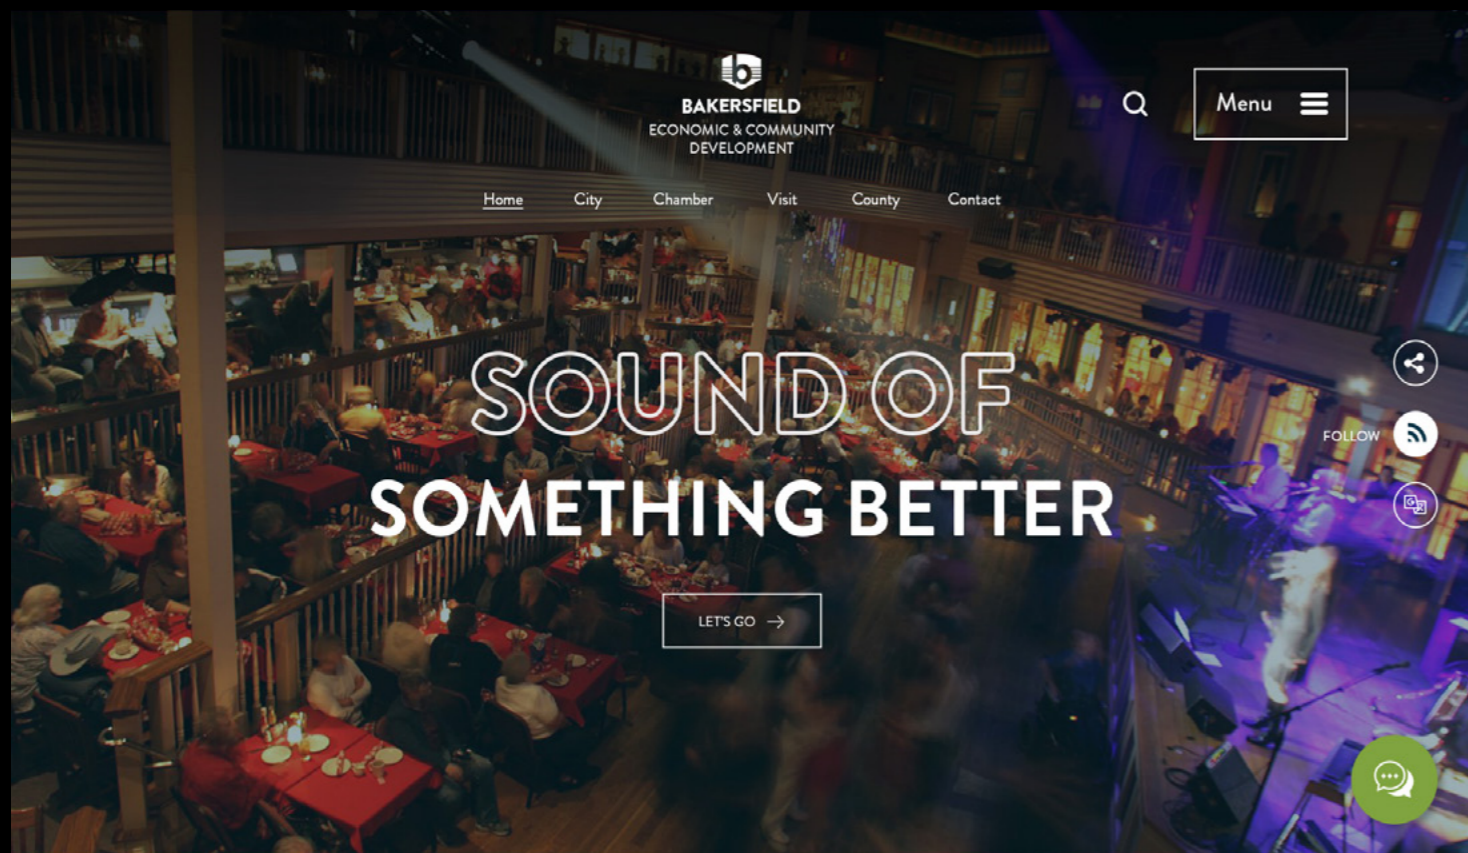 BAKERSFIELD
ECONOMIC & COMMUNITY
DEVELOPMENT
Menu
Home City Chamber Visit County Contact
SOUND OF
SOMETHING BETTER
FOLLOW
LET'S GO